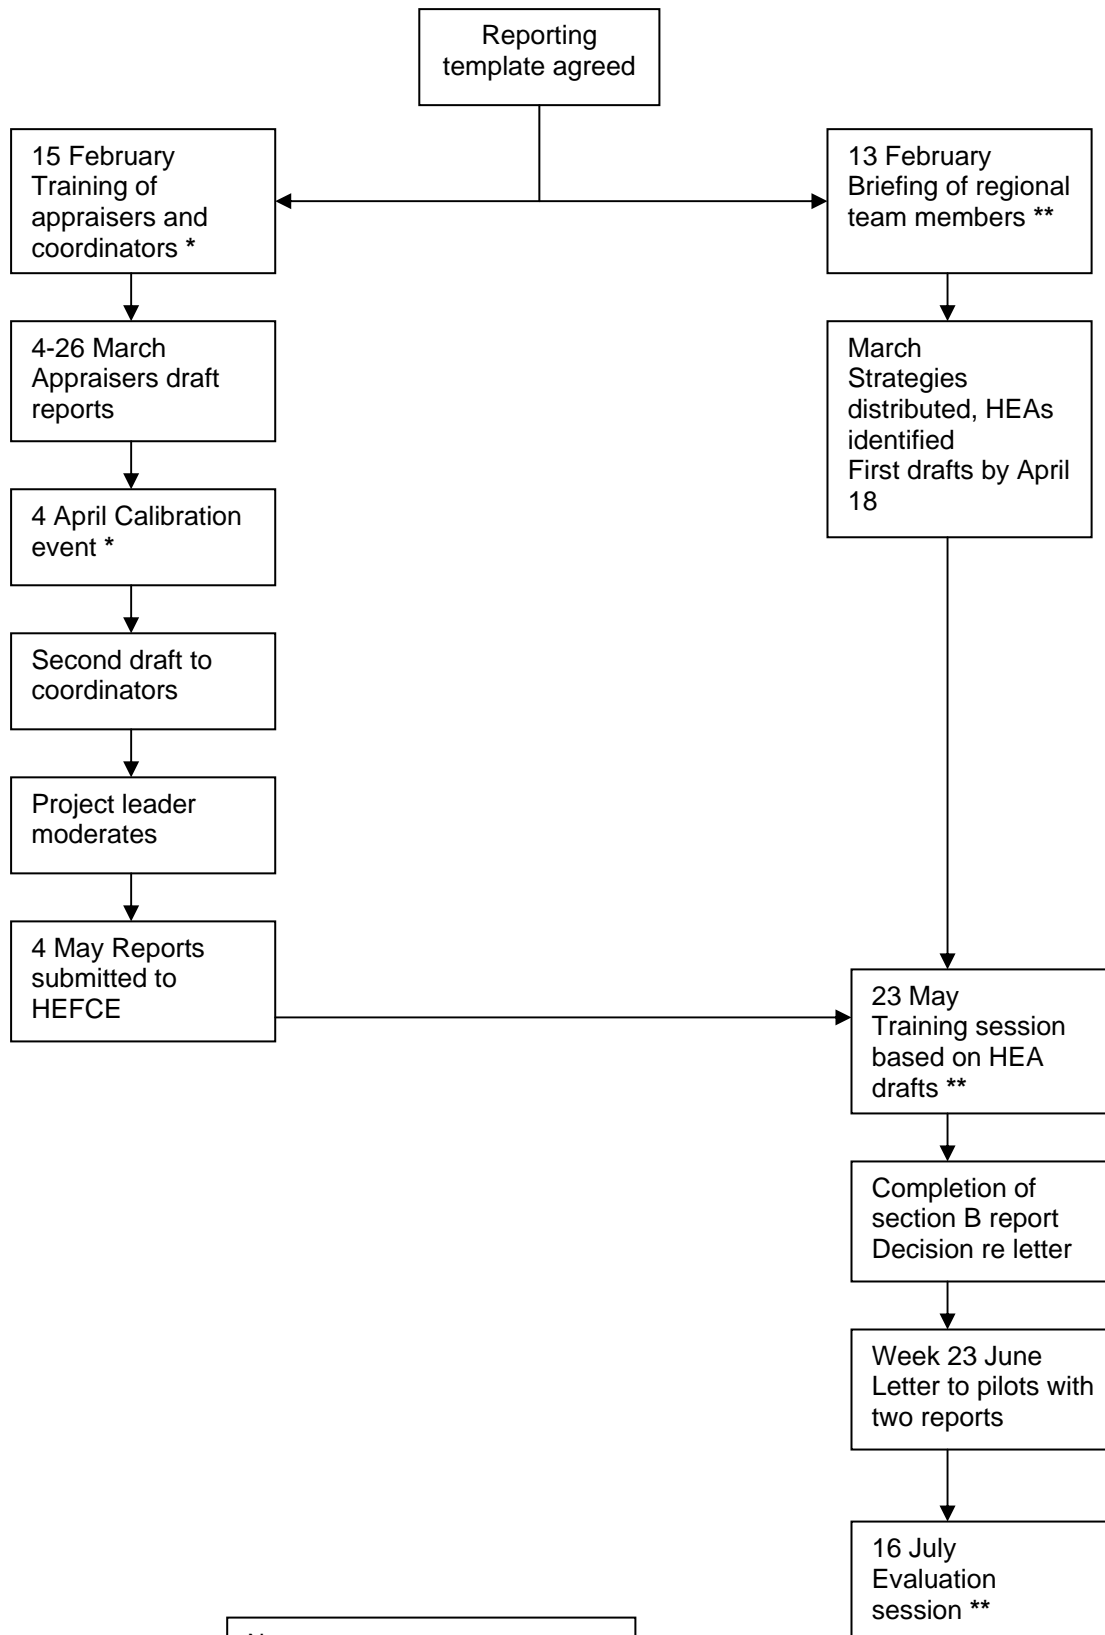 Reporting
template agreed
15 February
Training of
appraisers and
coordinators *
13 February
Briefing of regional
team members **
4-26 March
Appraisers draft
reports
March
Strategies
distributed, HEAs
identified
First drafts by April
18
4 April Calibration
event *
Second draft to
coordinators
Project leader
moderates
4 May Reports
submitted to
HEFCE
23 May
Training session
based on HEA
drafts **
Completion of
section B report
Decision re letter
Week 23 June
Letter to pilots with
two reports
16 July
Evaluation
session **